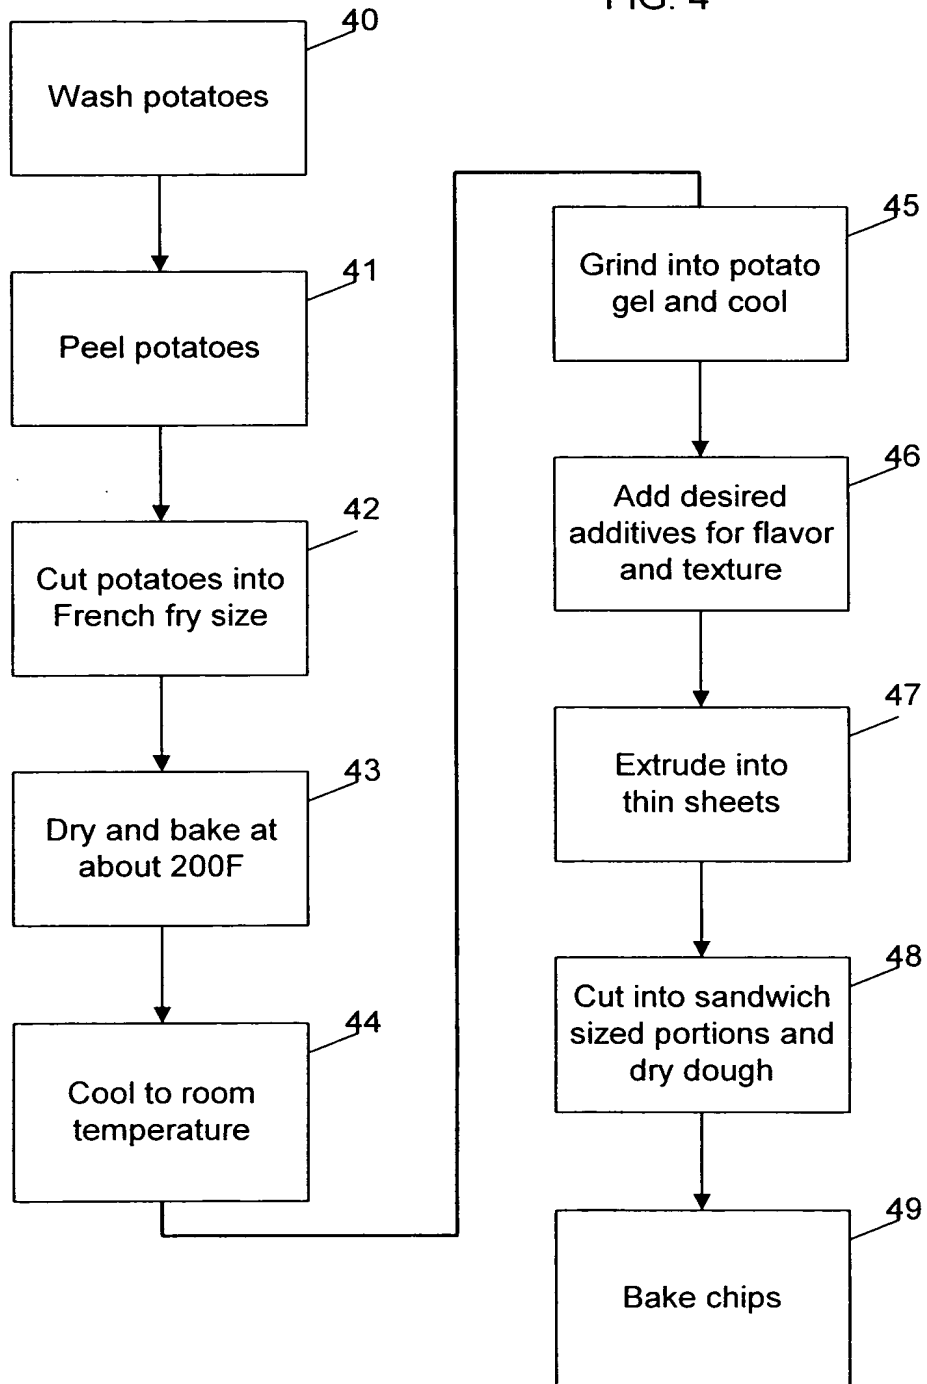 FIG. 4
40
Wash potatoes
41
Peel potatoes
42
Cut potatoes into
French fry size
43
Dry and bake at
about 200F
44
Cool to room
temperature
45
Grind into potato
gel and cool
46
Add desired
additives for flavor
and texture
47
Extrude into
thin sheets
48
Cut into sandwich
sized portions and
dry dough
49
Bake chips